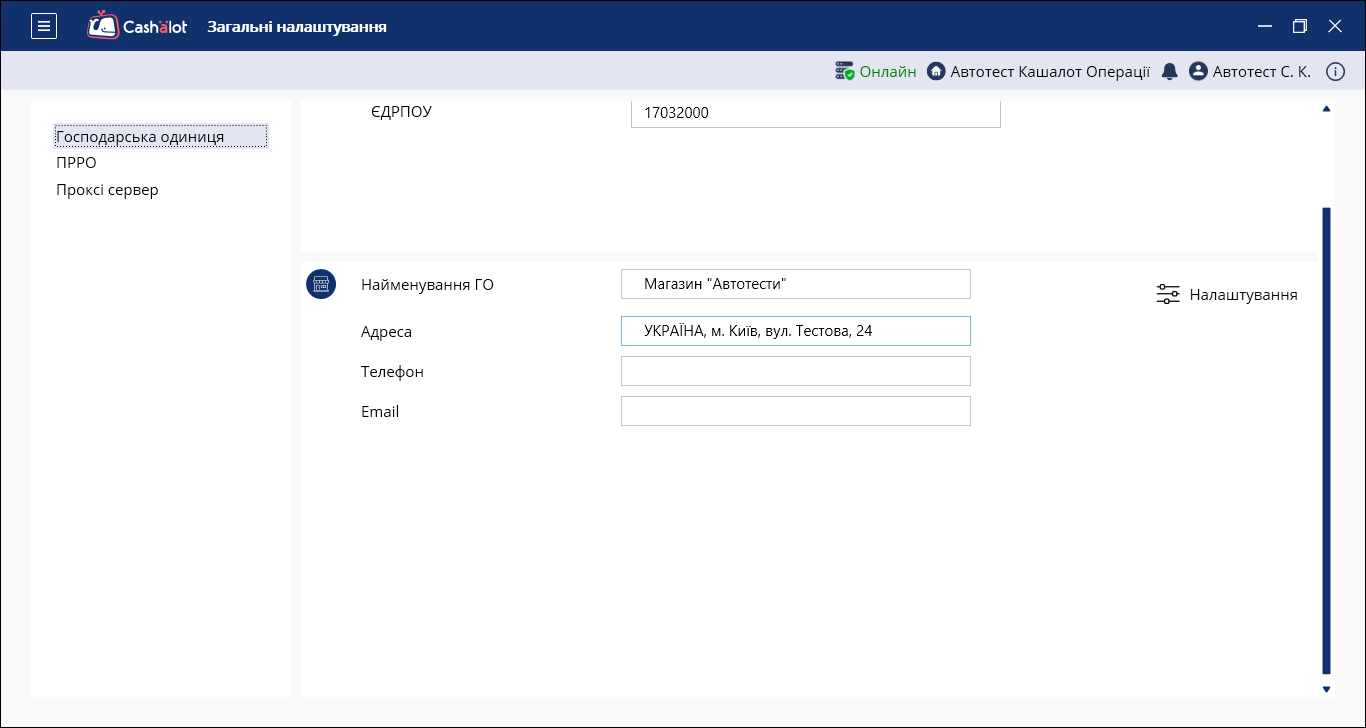 Cashalot Загальні налаштування
Онлайн Автотест Кашалот Операції Автотест С. К.
Господарська одиниця
ПРРО
Проксі сервер
ЄДРПОУ 17032000
Найменування ГО Магазин "Автотести"
Налаштування
Адреса УКРАЇНА, м. Київ, вул. Тестова, 24
Телефон
Email